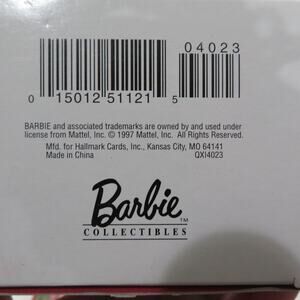 04023
0 15012 51121 5
BARBIE and associated trademarks are owned by and used under
license from Mattel, Inc. © 1997 Mattel, Inc. All Rights Reserved.
Mfd. for Hallmark Cards, Inc., Kansas City, MO 64141
Made in China QXI4023
Barbie™
COLLECTIBLES